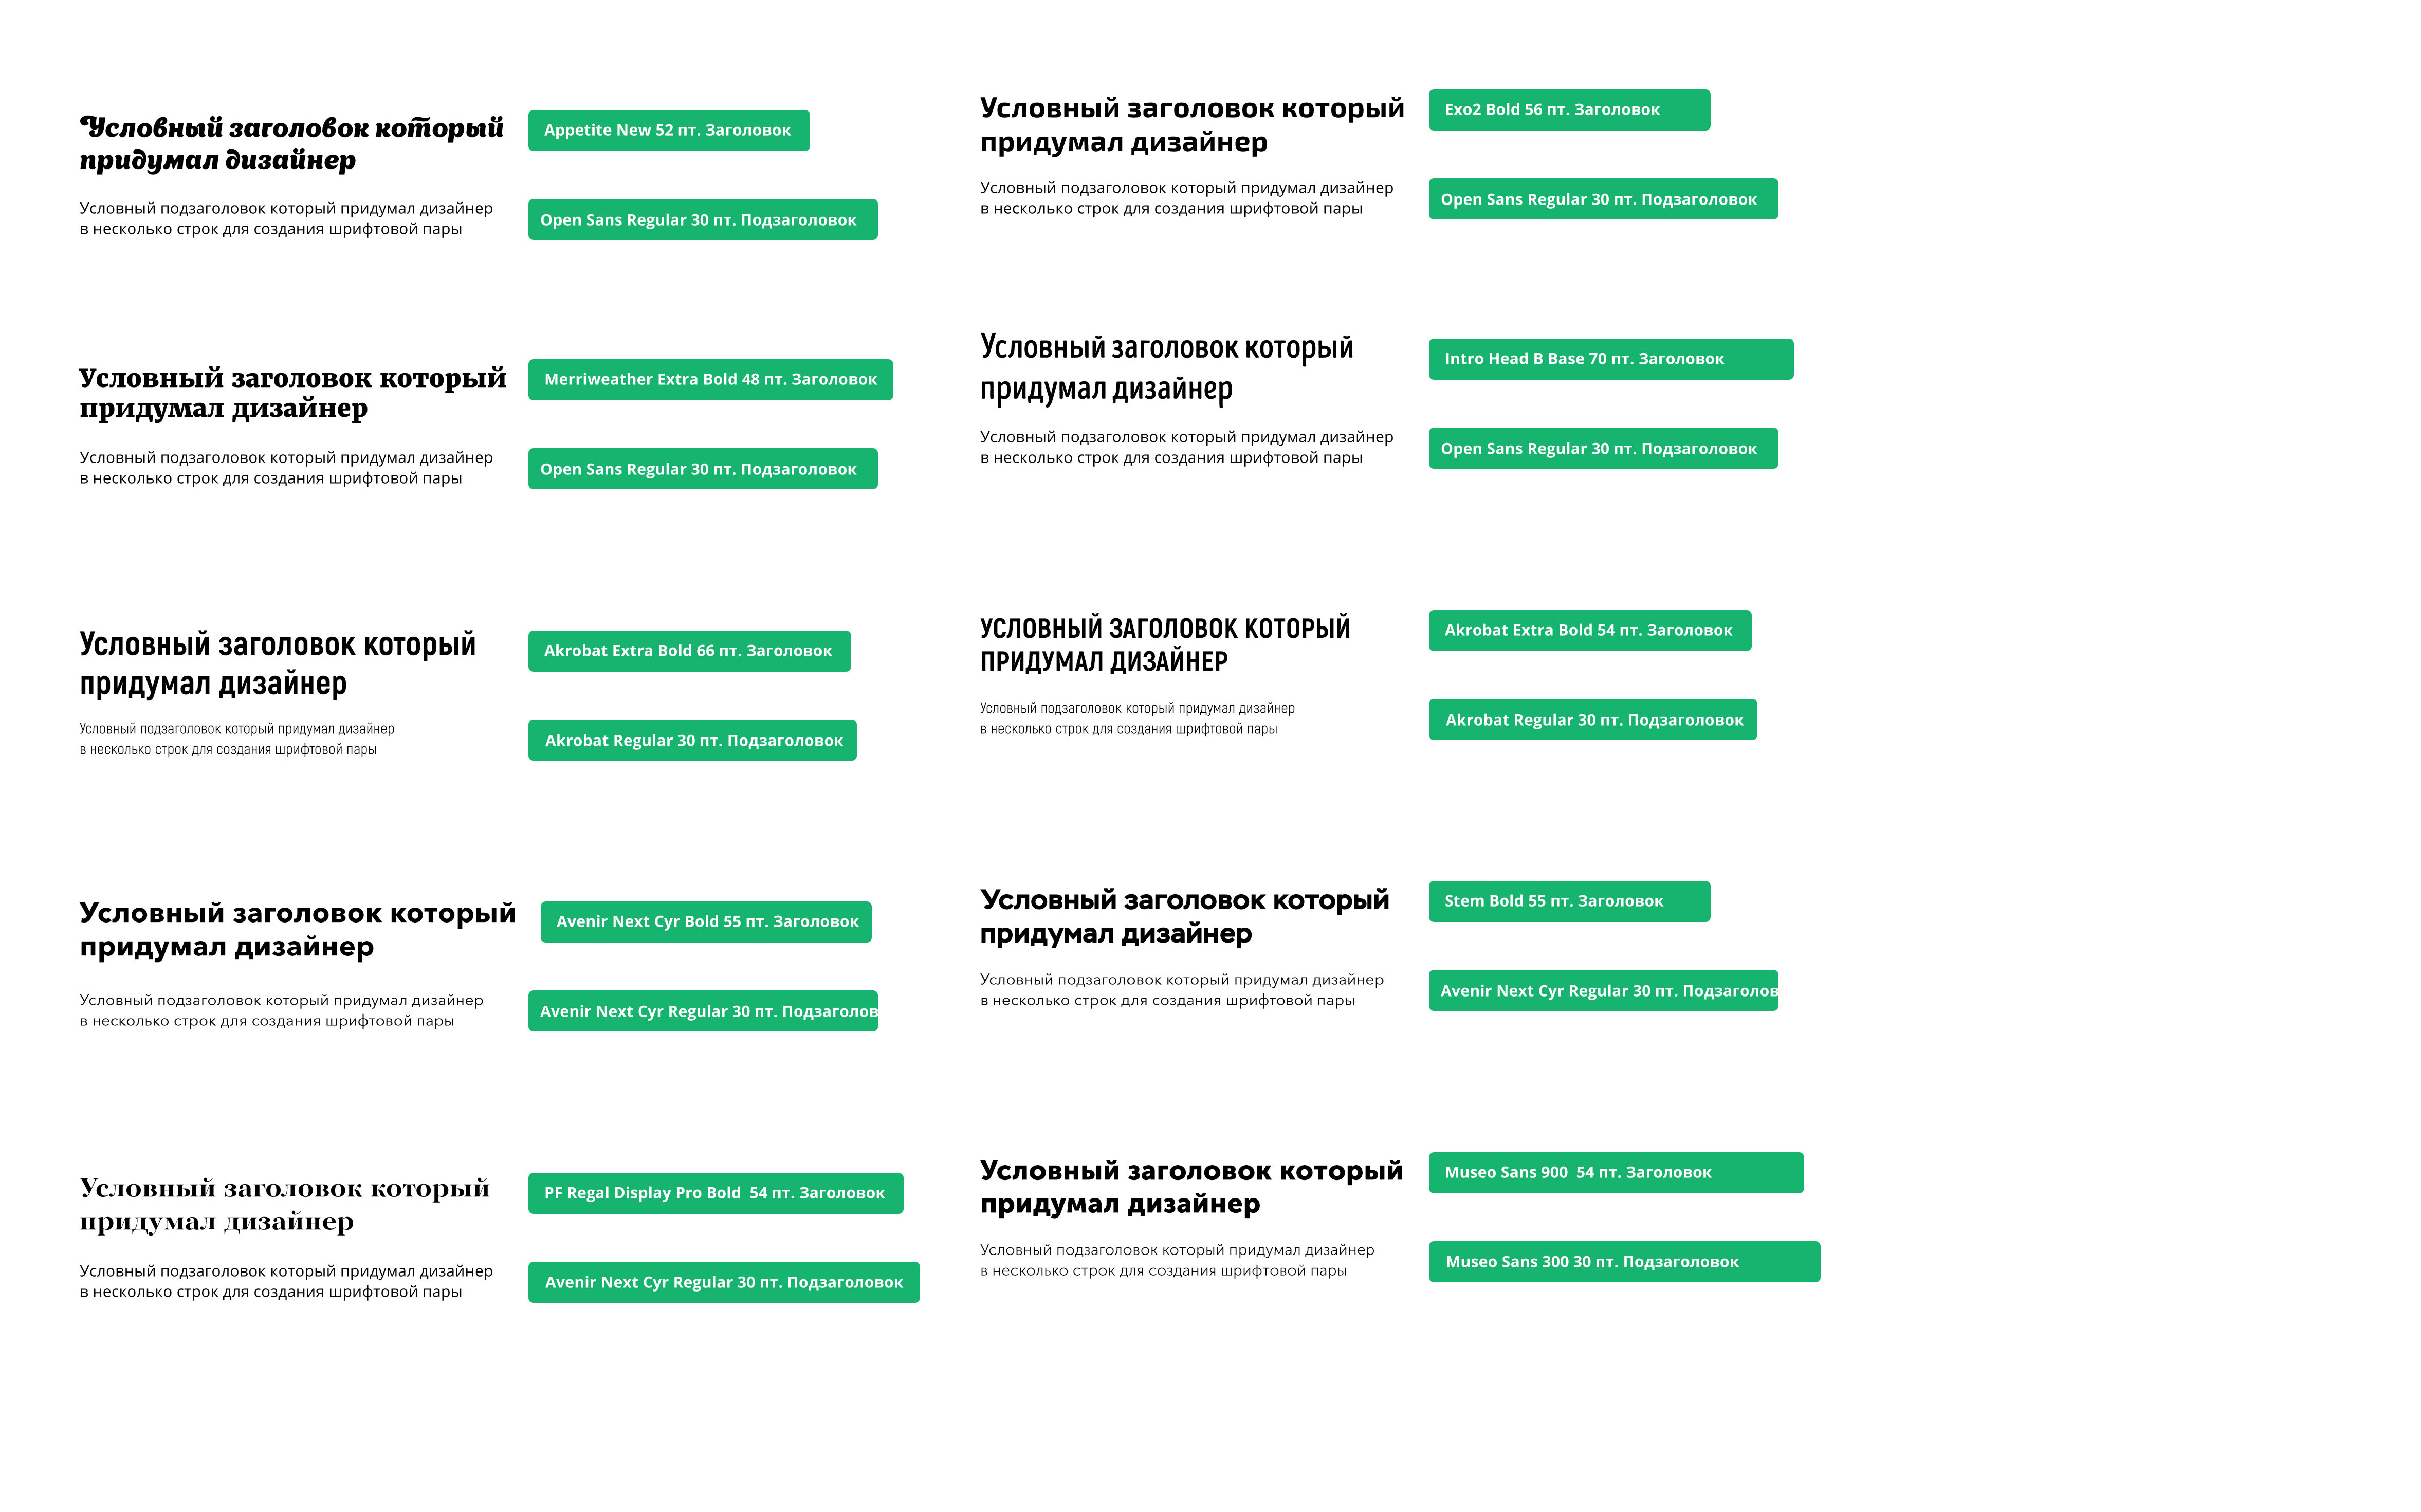 Условный заголовок который
придумал дизайнер
Appetite New 52 пт. Заголовок
Условный подзаголовок который придумал дизайнер
в несколько строк для создания шрифтовой пары
Open Sans Regular 30 пт. Подзаголовок
Условный заголовок который
придумал дизайнер
Merriweather Extra Bold 48 пт. Заголовок
Условный подзаголовок который придумал дизайнер
в несколько строк для создания шрифтовой пары
Open Sans Regular 30 пт. Подзаголовок
Условный заголовок который
придумал дизайнер
Akrobat Extra Bold 66 пт. Заголовок
Условный подзаголовок который придумал дизайнер
в несколько строк для создания шрифтовой пары
Akrobat Regular 30 пт. Подзаголовок
Условный заголовок который
придумал дизайнер
Avenir Next Cyr Bold 55 пт. Заголовок
Условный подзаголовок который придумал дизайнер
в несколько строк для создания шрифтовой пары
Avenir Next Cyr Regular 30 пт. Подзаголов
Условный заголовок который
придумал дизайнер
PF Regal Display Pro Bold  54 пт. Заголовок
Условный подзаголовок который придумал дизайнер
в несколько строк для создания шрифтовой пары
Avenir Next Cyr Regular 30 пт. Подзаголовок
Условный заголовок который
придумал дизайнер
Exo2 Bold 56 пт. Заголовок
Условный подзаголовок который придумал дизайнер
в несколько строк для создания шрифтовой пары
Open Sans Regular 30 пт. Подзаголовок
Условный заголовок который
придумал дизайнер
Intro Head B Base 70 пт. Заголовок
Условный подзаголовок который придумал дизайнер
в несколько строк для создания шрифтовой пары
Open Sans Regular 30 пт. Подзаголовок
УСЛОВНЫЙ ЗАГОЛОВОК КОТОРЫЙ
ПРИДУМАЛ ДИЗАЙНЕР
Akrobat Extra Bold 54 пт. Заголовок
Условный подзаголовок который придумал дизайнер
в несколько строк для создания шрифтовой пары
Akrobat Regular 30 пт. Подзаголовок
Условный заголовок который
придумал дизайнер
Stem Bold 55 пт. Заголовок
Условный подзаголовок который придумал дизайнер
в несколько строк для создания шрифтовой пары
Avenir Next Cyr Regular 30 пт. Подзаголов
Условный заголовок который
придумал дизайнер
Museo Sans 900  54 пт. Заголовок
Условный подзаголовок который придумал дизайнер
в несколько строк для создания шрифтовой пары
Museo Sans 300 30 пт. Подзаголовок